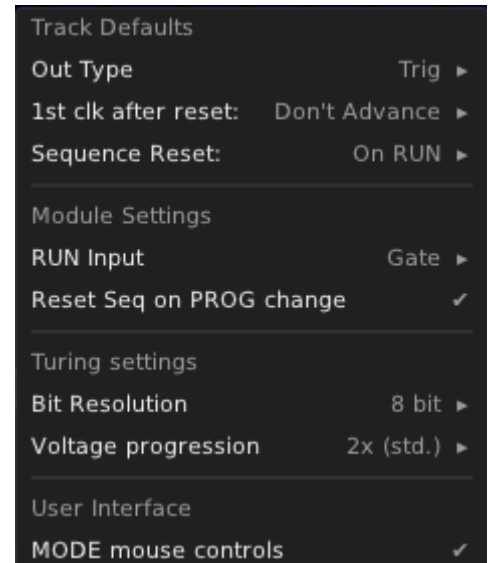 Track Defaults
Out Type Trig ▸
1st clk after reset: Don't Advance ▸
Sequence Reset: On RUN ▸
Module Settings
RUN Input Gate ▸
Reset Seq on PROG change ✔
Turing settings
Bit Resolution 8 bit ▸
Voltage progression 2x (std.) ▸
User Interface
MODE mouse controls ✔